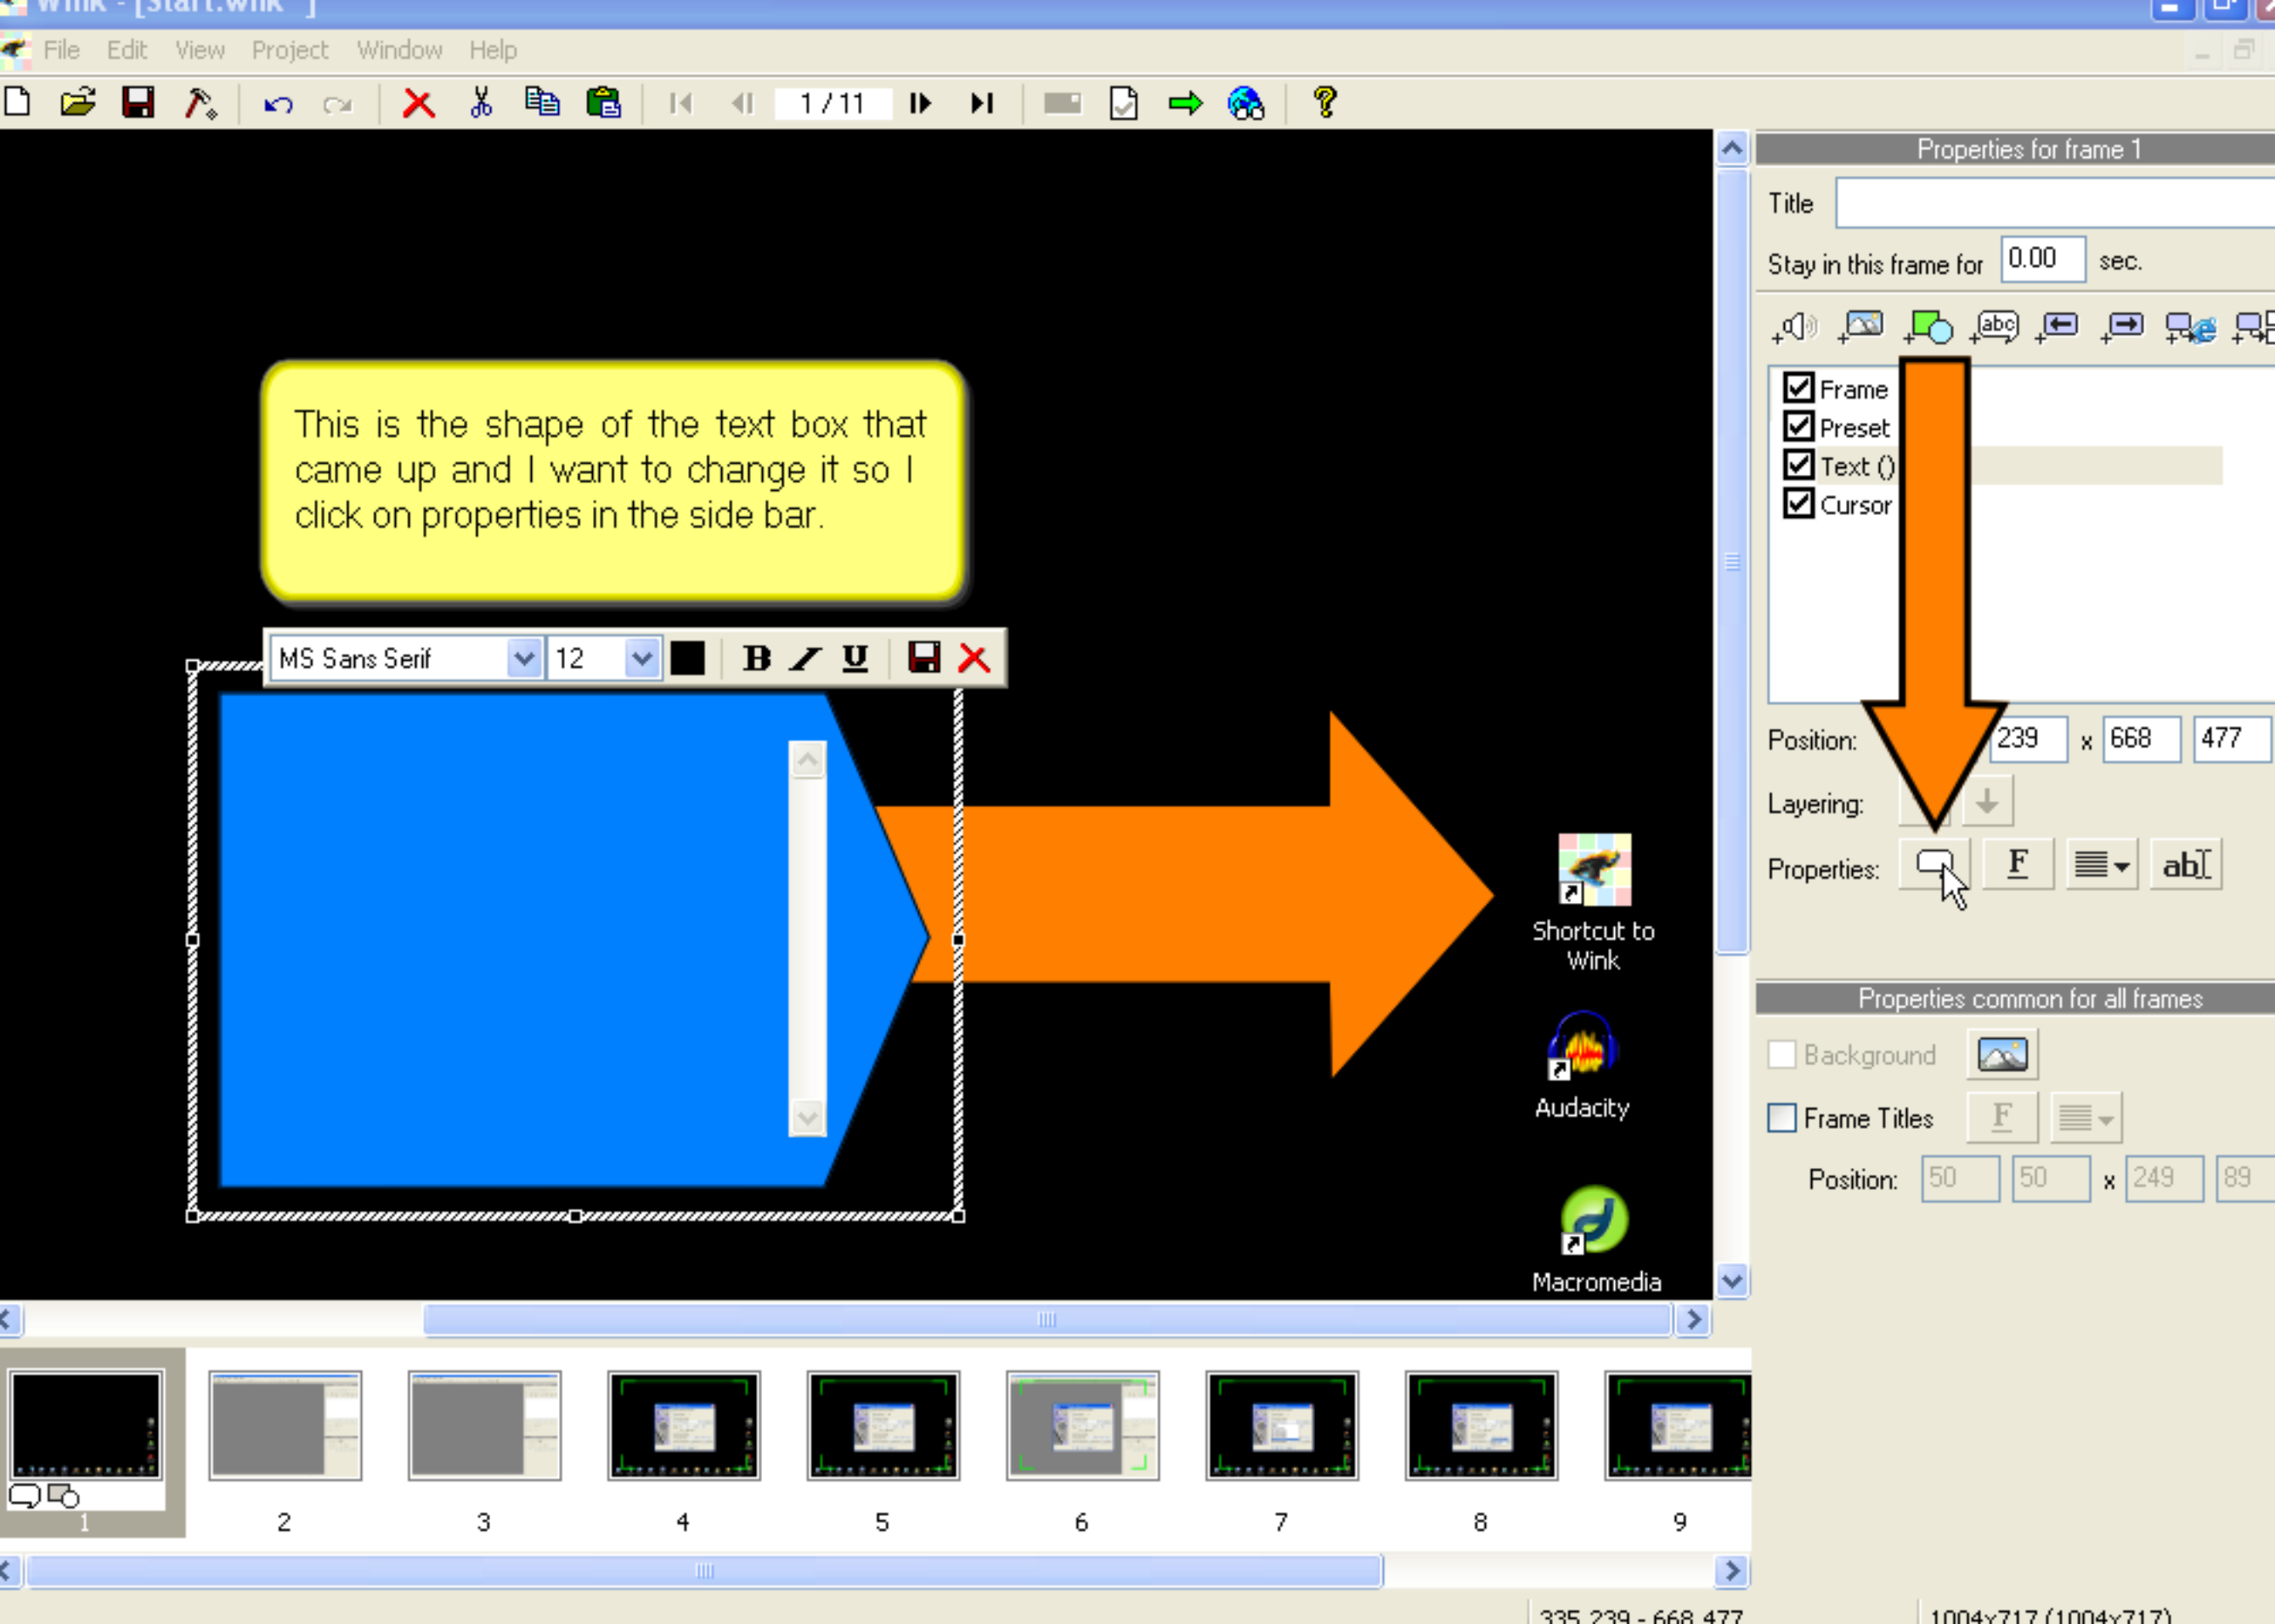 Wink - [Start.wnk *]
File Edit View Project Window Help
1 / 11
Properties for frame 1
Title
Stay in this frame for 0.00 sec.
abc
Frame
Preset
Text ()
Cursor
This is the shape of the text box that
came up and I want to change it so I
click on properties in the side bar.
MS Sans Serif 12 B I U
Position: 239 x 668 477
Layering:
Properties: F ab
Shortcut to
Wink
Audacity
Macromedia
Properties common for all frames
Background
Frame Titles F
Position: 50 50 x 249 89
1 2 3 4 5 6 7 8 9
335,239 - 668,477 1004x717 (1004x717)